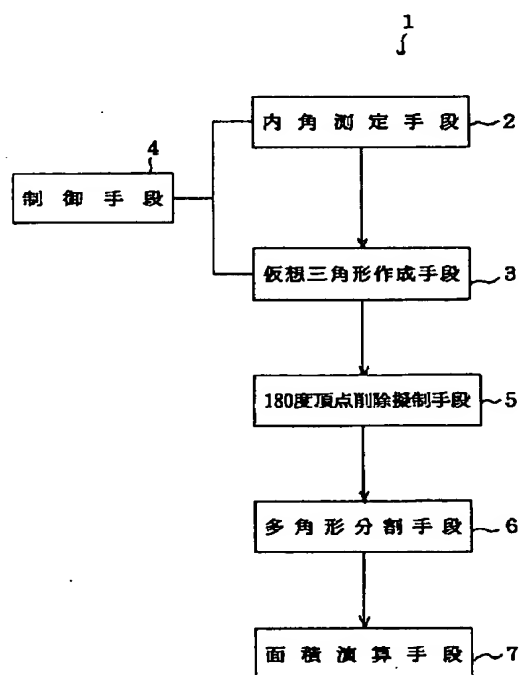 1
内角測定手段 2
4
制御手段
仮想三角形作成手段 3
180度頂点削除擬制手段 5
多角形分割手段 6
面積演算手段 7